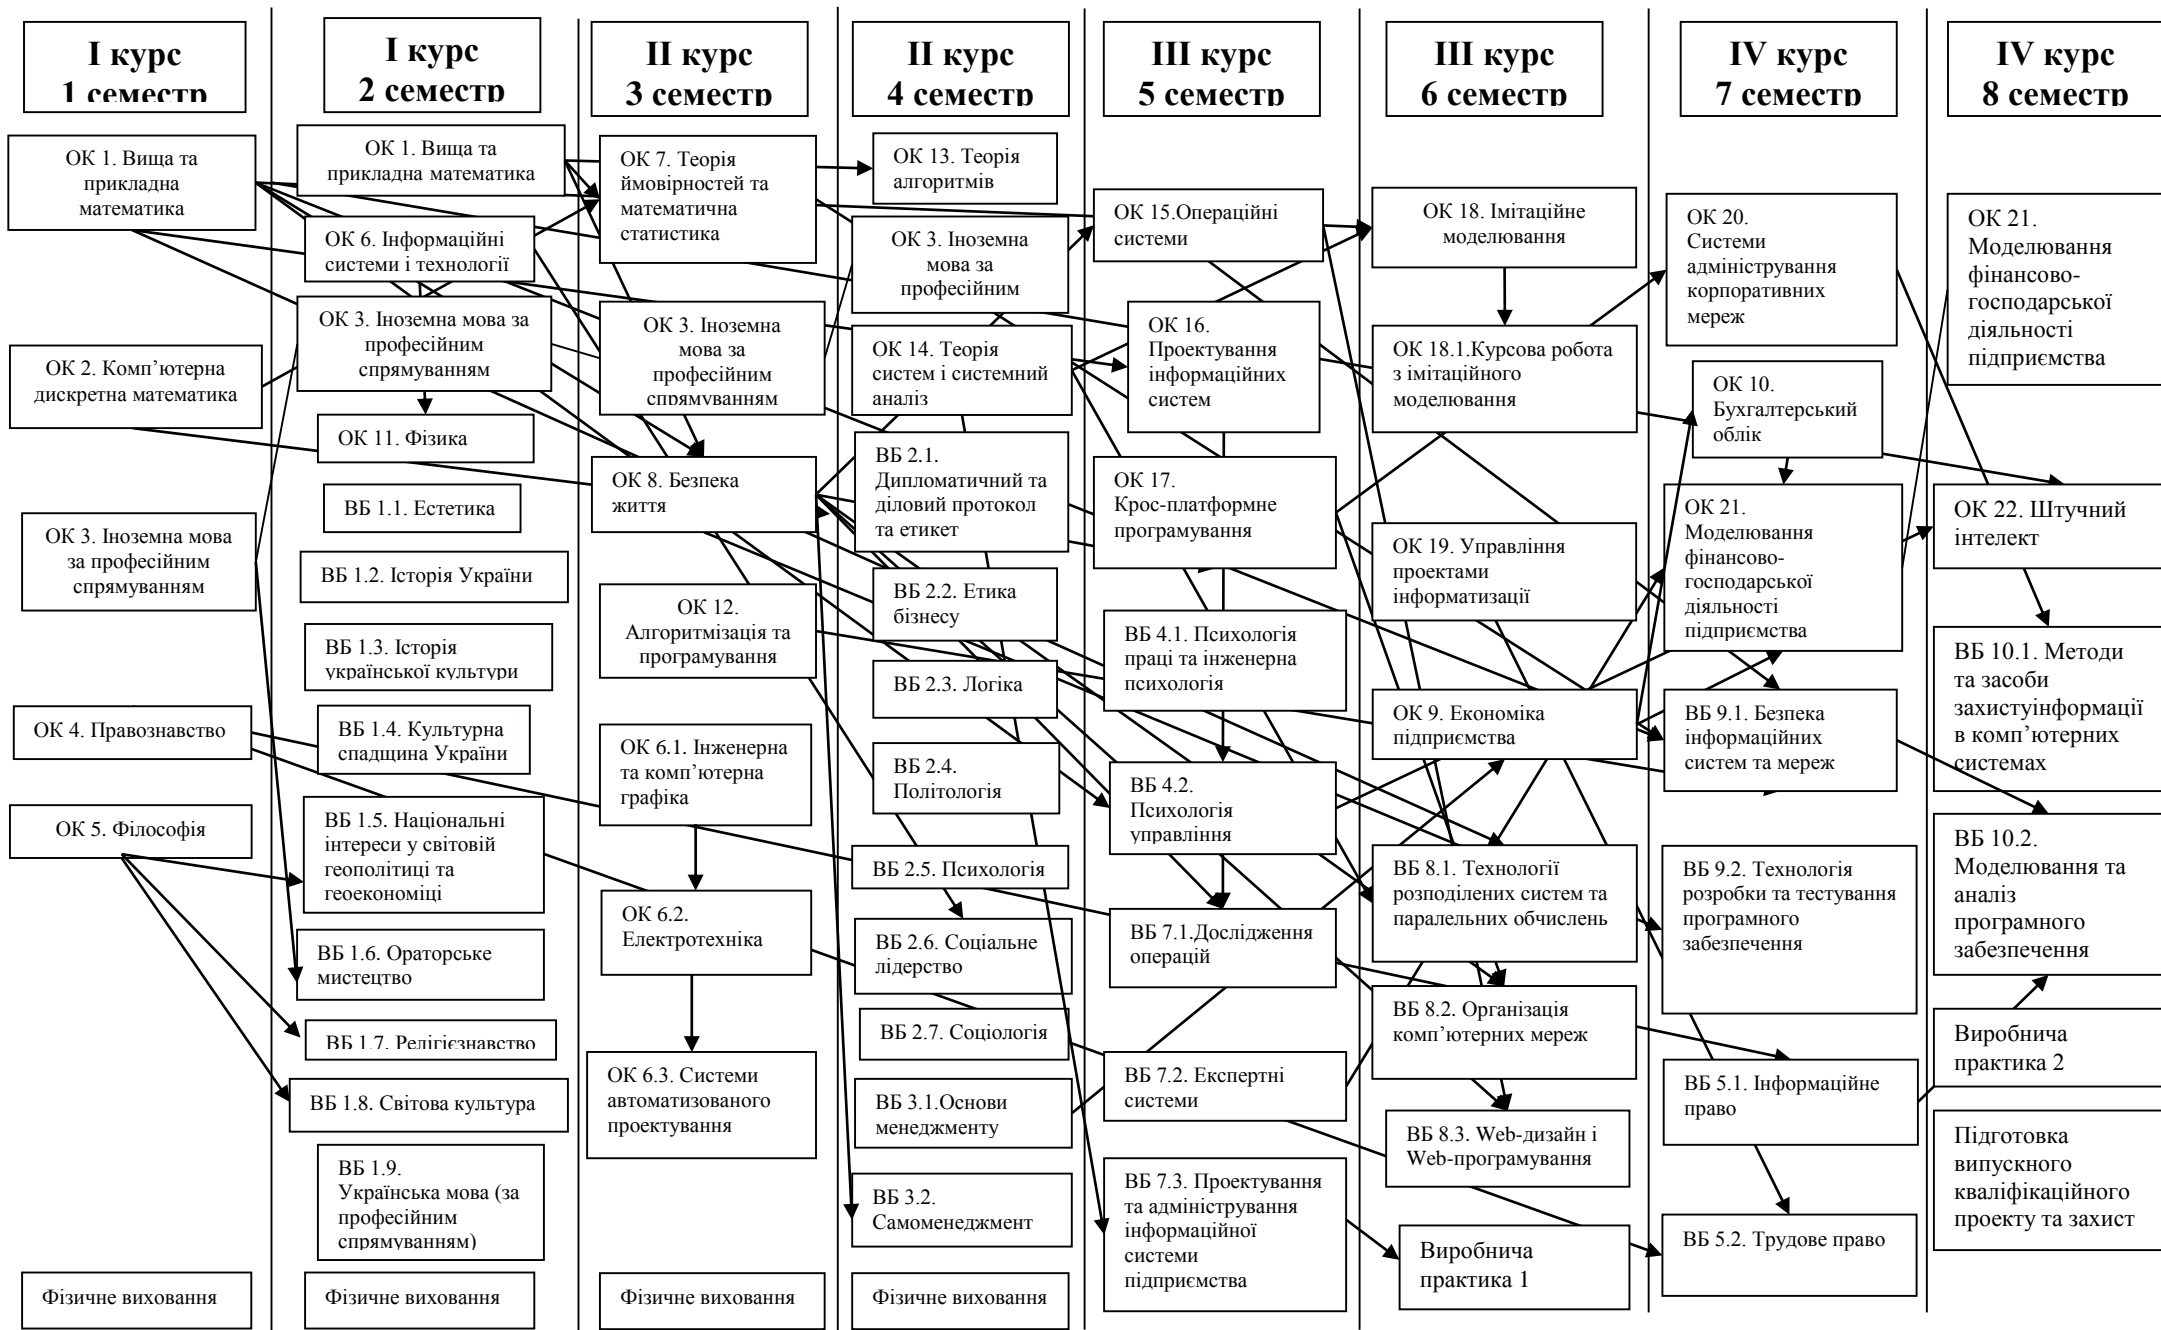 І курс
1 семестр
І курс
2 семестр
ІІ курс
3 семестр
ІІ курс
4 семестр
ІІІ курс
5 семестр
ІІІ курс
6 семестр
IV курс
7 семестр
IV курс
8 семестр
ОК 1. Вища та
прикладна
математика
ОК 2. Комп’ютерна
дискретна математика
ОК 3. Іноземна мова
за професійним
спрямуванням
ОК 4. Правознавство
ОК 5. Філософія
Фізичне виховання
ОК 1. Вища та
прикладна математика
ОК 6. Інформаційні
системи і технології
ОК 3. Іноземна мова за
професійним
спрямуванням
ОК 11. Фізика
ВБ 1.1. Естетика
ВБ 1.2. Історія України
ВБ 1.3. Історія
української культури
ВБ 1.4. Культурна
спадщина України
ВБ 1.5. Національні
інтереси у світовій
геополітиці та
геоекономіці
ВБ 1.6. Ораторське
мистецтво
ВБ 1.7. Релігієзнавство
ВБ 1.8. Світова культура
ВБ 1.9.
Українська мова (за
професійним
спрямуванням)
Фізичне виховання
ОК 7. Теорія
ймовірностей та
математична
статистика
ОК 3. Іноземна
мова за
професійним
спрямуванням
ОК 8. Безпека
життя
ОК 12.
Алгоритмізація та
програмування
ОК 6.1. Інженерна
та комп’ютерна
графіка
ОК 6.2.
Електротехніка
ОК 6.3. Системи
автоматизованого
проектування
Фізичне виховання
ОК 13. Теорія
алгоритмів
ОК 3. Іноземна
мова за
професійним
ОК 14. Теорія
систем і системний
аналіз
ВБ 2.1.
Дипломатичний та
діловий протокол
та етикет
ВБ 2.2. Етика
бізнесу
ВБ 2.3. Логіка
ВБ 2.4.
Політологія
ВБ 2.5. Психологія
ВБ 2.6. Соціальне
лідерство
ВБ 2.7. Соціологія
ВБ 3.1.Основи
менеджменту
ВБ 3.2.
Самоменеджмент
Фізичне виховання
ОК 15.Операційні
системи
ОК 16.
Проектування
інформаційних
систем
ОК 17.
Крос-платформне
програмування
ВБ 4.1. Психологія
праці та інженерна
психологія
ВБ 4.2.
Психологія
управління
ВБ 7.1.Дослідження
операцій
ВБ 7.2. Експертні
системи
ВБ 7.3. Проектування
та адміністрування
інформаційної
системи
підприємства
ОК 18. Імітаційне
моделювання
ОК 18.1.Курсова робота
з імітаційного
моделювання
ОК 19. Управління
проектами
інформатизації
ОК 9. Економіка
підприємства
ВБ 8.1. Технології
розподілених систем та
паралельних обчислень
ВБ 8.2. Організація
комп’ютерних мереж
ВБ 8.3. Web-дизайн і
Web-програмування
Виробнича
практика 1
ОК 20.
Системи
адміністрування
корпоративних
мереж
ОК 10.
Бухгалтерський
облік
ОК 21.
Моделювання
фінансово-
господарської
діяльності
підприємства
ВБ 9.1. Безпека
інформаційних
систем та мереж
ВБ 9.2. Технологія
розробки та тестування
програмного
забезпечення
ВБ 5.1. Інформаційне
право
ВБ 5.2. Трудове право
ОК 21.
Моделювання
фінансово-
господарської
діяльності
підприємства
ОК 22. Штучний
інтелект
ВБ 10.1. Методи
та засоби
захистуінформації
в комп’ютерних
системах
ВБ 10.2.
Моделювання та
аналіз
програмного
забезпечення
Виробнича
практика 2
Підготовка
випускного
кваліфікаційного
проекту та захист